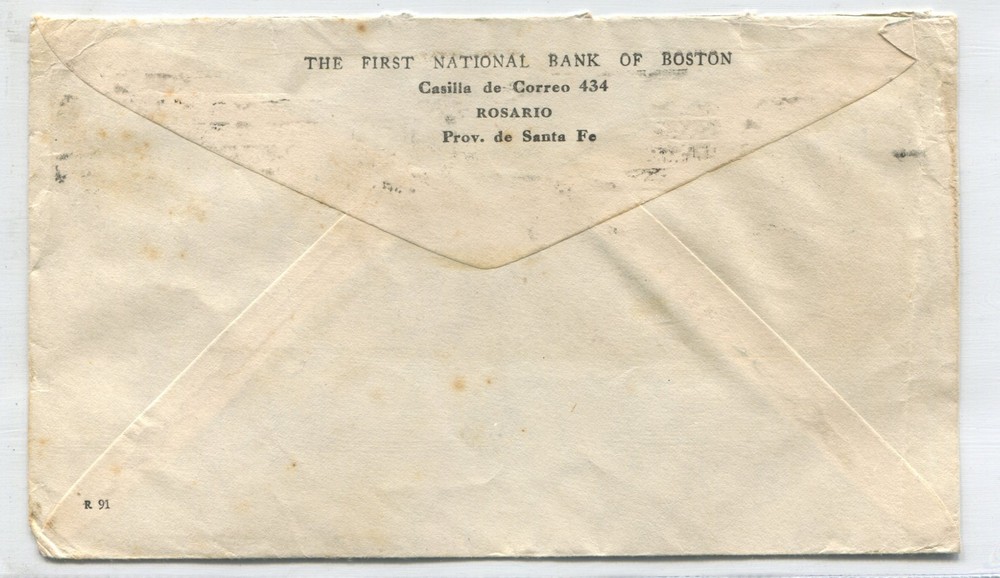 THE FIRST NATIONAL BANK OF BOSTON
Casilla de Correo 434
ROSARIO
Prov. de Santa Fe
R 91